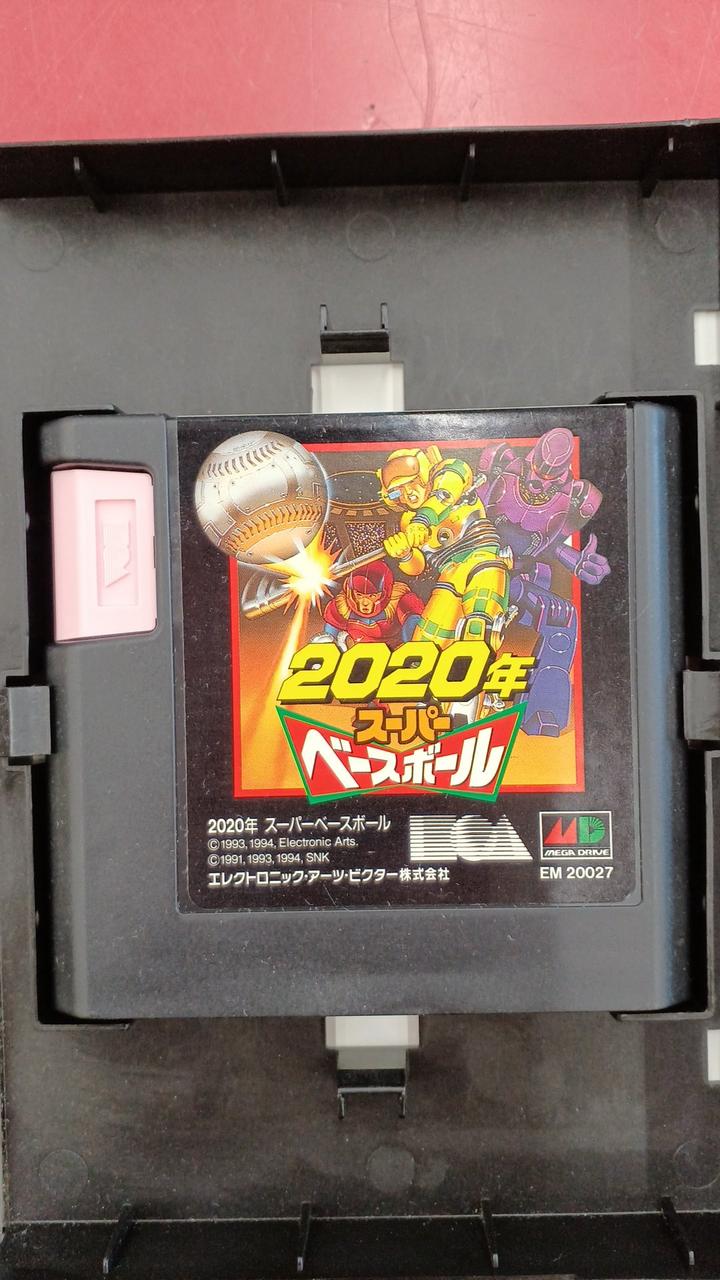 2020年
スーパー
ベースボール
2020年 スーパーベースボール
©1993,1994, Electronic Arts.
©1991,1993,1994, SNK
エレクトロニック・アーツ・ビクター株式会社
MEGA DRIVE
EM 20027